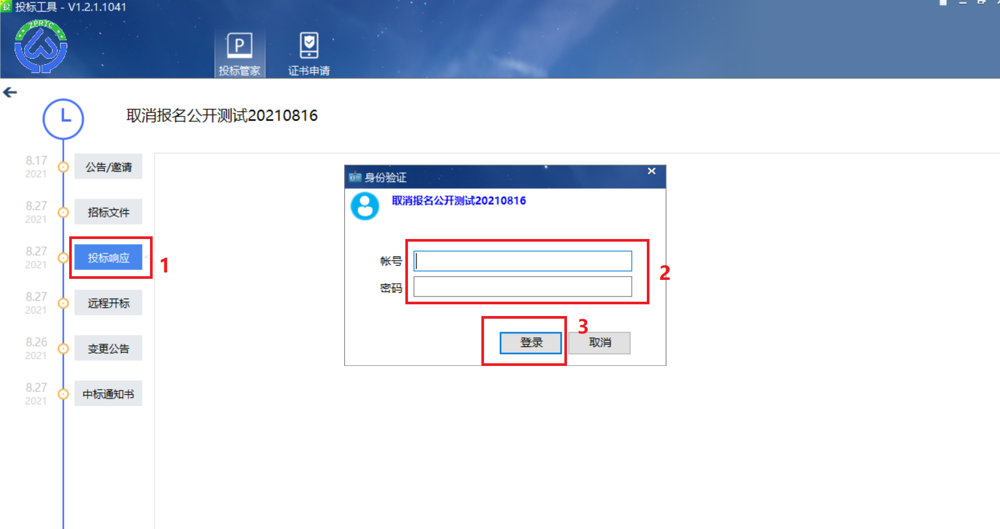 投 投标工具 - V1.2.1.1041
ZPRTC
P
投标管家 证书申请
取消报名公开测试20210816
8.17
2021
公告/邀请
8.27
2021
招标文件
8.27
2021
投标响应
1
8.27
2021
远程开标
8.26
2021
变更公告
8.27
2021
中标通知书
身份验证
取消报名公开测试20210816
帐号
密码
2
登录
3
取消